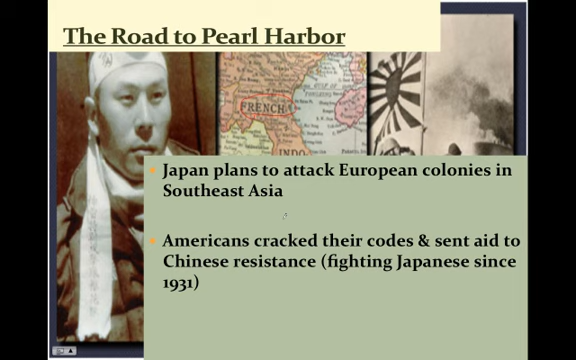 The Road to Pearl Harbor
FRENCH
INDO
Japan plans to attack European colonies in
Southeast Asia
Americans cracked their codes & sent aid to
Chinese resistance (fighting Japanese since
1931)